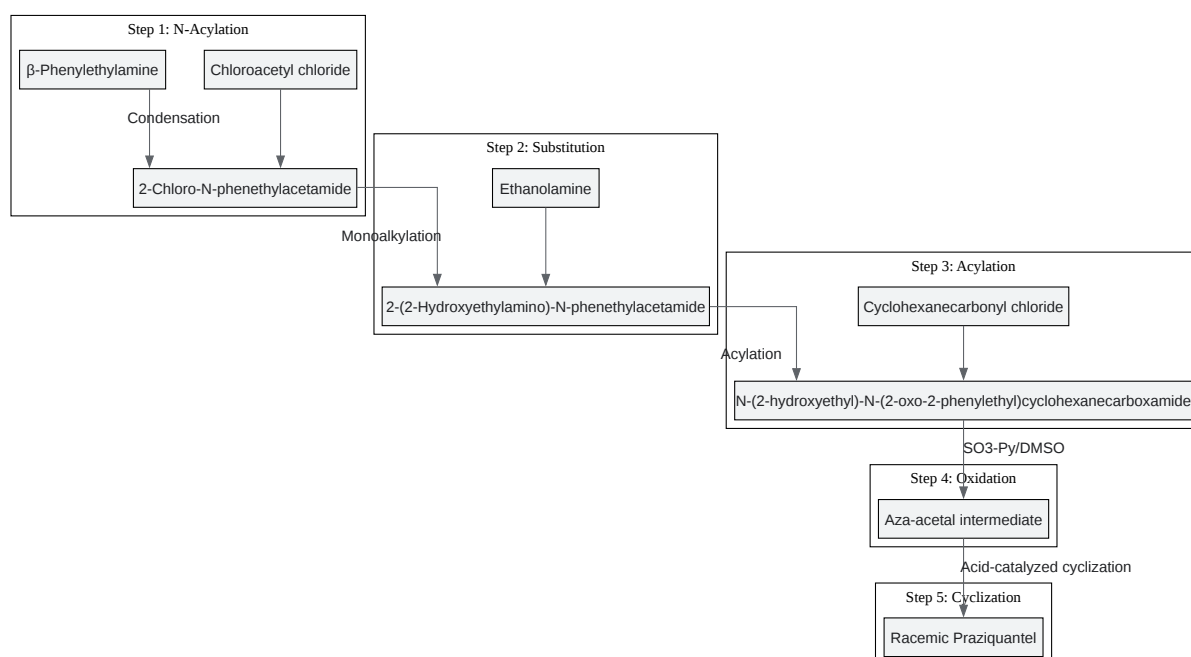 Step 1: N-Acylation
β-Phenylethylamine
Chloroacetyl chloride
Condensation
2-Chloro-N-phenethylacetamide
Step 2: Substitution
Ethanolamine
Monoalkylation
2-(2-Hydroxyethylamino)-N-phenethylacetamide
Step 3: Acylation
Cyclohexanecarbonyl chloride
Acylation
N-(2-hydroxyethyl)-N-(2-oxo-2-phenylethyl)cyclohexanecarboxamide
SO3-Py/DMSO
Step 4: Oxidation
Aza-acetal intermediate
Acid-catalyzed cyclization
Step 5: Cyclization
Racemic Praziquantel